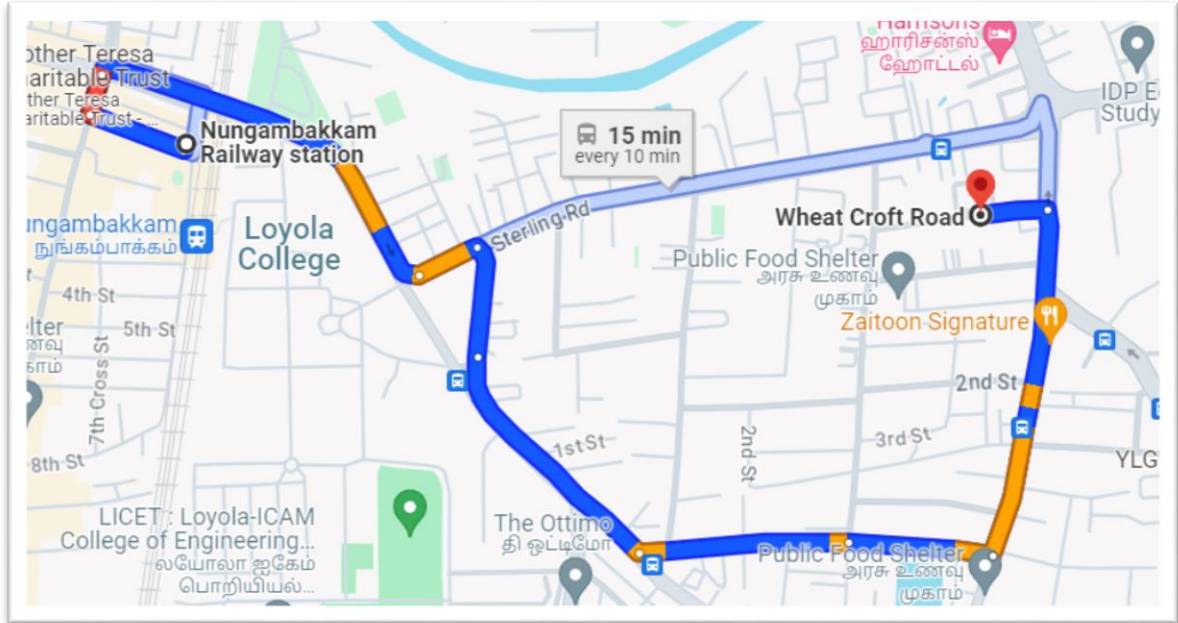 other Teresa
haritable Trust
ther Teresa
aritable Trust - ...
Nungambakkam
Railway station
ungambakkam
நுங்கம்பாக்கம்
Loyola
College
4th St
5th St
7th Cross St
8th St
LICET : Loyola-ICAM
College of Engineering...
லயோலா ஐகேம்
பொறியியல்...
15 min
every 10 min
Sterling Rd
Harrisons
ஹாரிசன்ஸ்
ஹோட்டல்
IDP E
Study
Wheat Croft Road
Public Food Shelter
அரசு உணவு
முகாம்
Zaitoon Signature
2nd St
3rd St
2nd St
1st St
YLG
The Ottimo
தி ஒட்டிமோ
Public Food Shelter
அரசு உணவு
முகாம்
lter
காம்